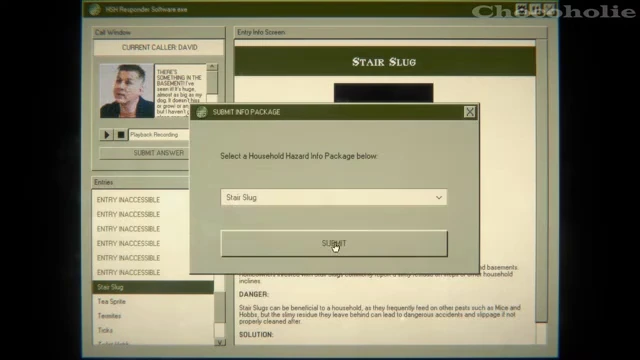 HSH Responder Software.exe
Chocoholie
Call Window
Entry Info Screen
CURRENT CALLER: DAVID
STAIR SLUG
THERE'S
SOMETHING IN THE
BASEMENT! I'VE
seen it! It's huge,
almost as big as my
dog. It doesn't hiss
or growl or an
but I haven't
SUBMIT INFO PACKAGE
Playback Recording
SUBMIT ANSWER
Select a Household Hazard Info Package below:
Entries
Stair Slug
SUBMIT
ENTRY INACCESSIBLE
ENTRY INACCESSIBLE
ENTRY INACCESSIBLE
ENTRY INACCESSIBLE
ENTRY INACCESSIBLE
ENTRY INACCESSIBLE
Stair Slug
Tea Sprite
Termites
Ticks
and basements.
inclines.
DANGER:
Stair Slugs can be beneficial to a household, as they frequently feed on other pests such as Mice and
Hobbs, but the slimy residue they leave behind can lead to dangerous accidents and slippage if not
properly cleaned after.
SOLUTION: